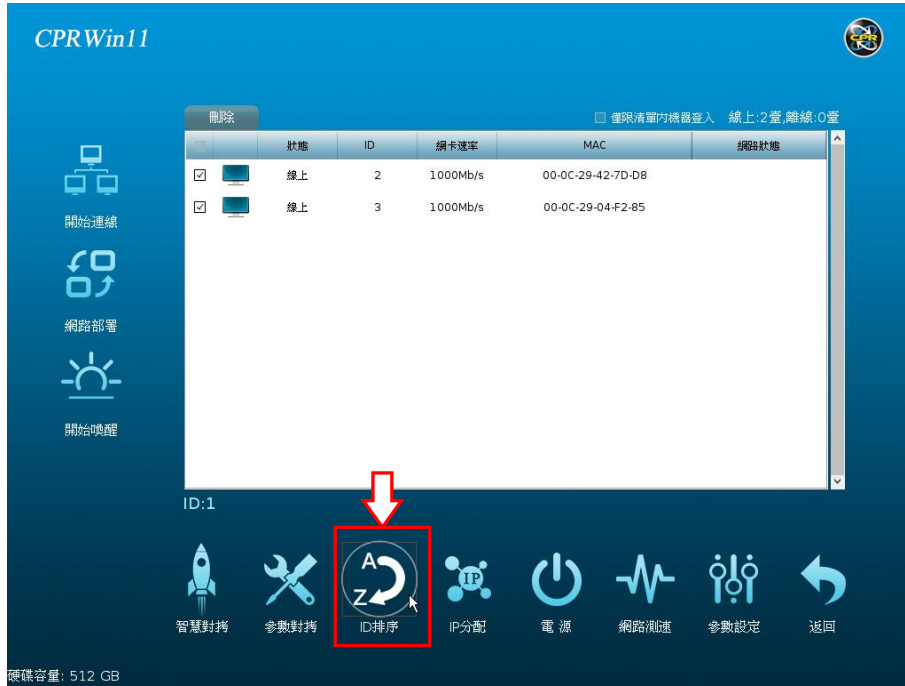 CPRWin11
CPR
刪除
僅限清單內機器登入 線上:2臺,離線:0臺
狀態 ID 網卡速率 MAC 網路狀態
線上 2 1000Mb/s 00-0C-29-42-7D-D8
線上 3 1000Mb/s 00-0C-29-04-F2-85
開始連線
網路部署
開始喚醒
ID:1
A
Z
IP
智慧對拷 參數對拷 ID排序 IP分配 電 源 網路測速 參數設定 返回
硬碟容量: 512 GB